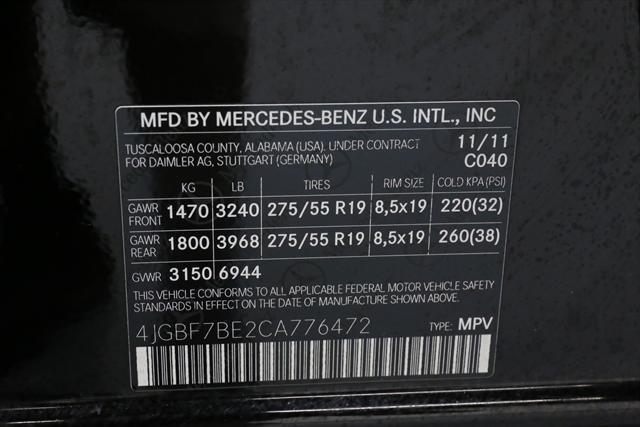 MFD BY MERCEDES-BENZ U.S. INTL., INC
TUSCALOOSA COUNTY, ALABAMA (USA). UNDER CONTRACT 11/11
FOR DAIMLER AG, STUTTGART (GERMANY) C040
KG LB TIRES RIM SIZE COLD KPA (PSI)
GAWR FRONT 1470 3240 275/55 R19 8,5x19 220(32)
GAWR REAR 1800 3968 275/55 R19 8,5x19 260(38)
GVWR 3150 6944
THIS VEHICLE CONFORMS TO ALL APPLICABLE FEDERAL MOTOR VEHICLE SAFETY
STANDARDS IN EFFECT ON THE DATE OF MANUFACTURE SHOWN ABOVE.
4JGBF7BE2CA776472 TYPE: MPV